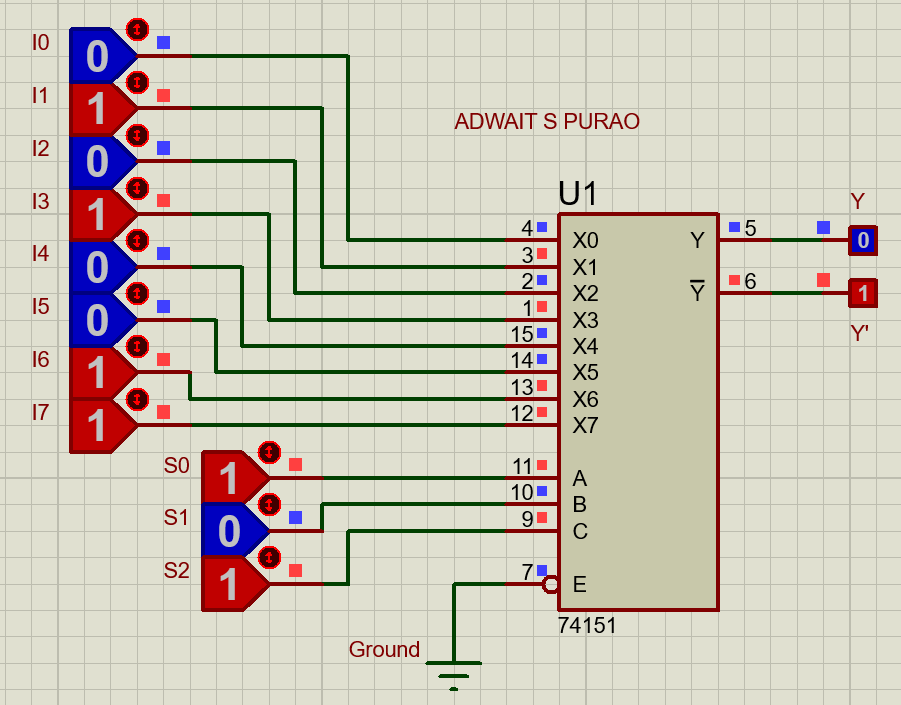 I0 0
I1 1
I2 0
I3 1
I4 0
I5 0
I6 1
I7 1
S0 1
S1 0
S2 1
ADWAIT S PURAO
U1
4 X0
3 X1
2 X2
1 X3
15 X4
14 X5
13 X6
12 X7
11 A
10 B
9 C
7 E
Y 5
Y̅ 6
74151
Y
0
1
Y'
Ground